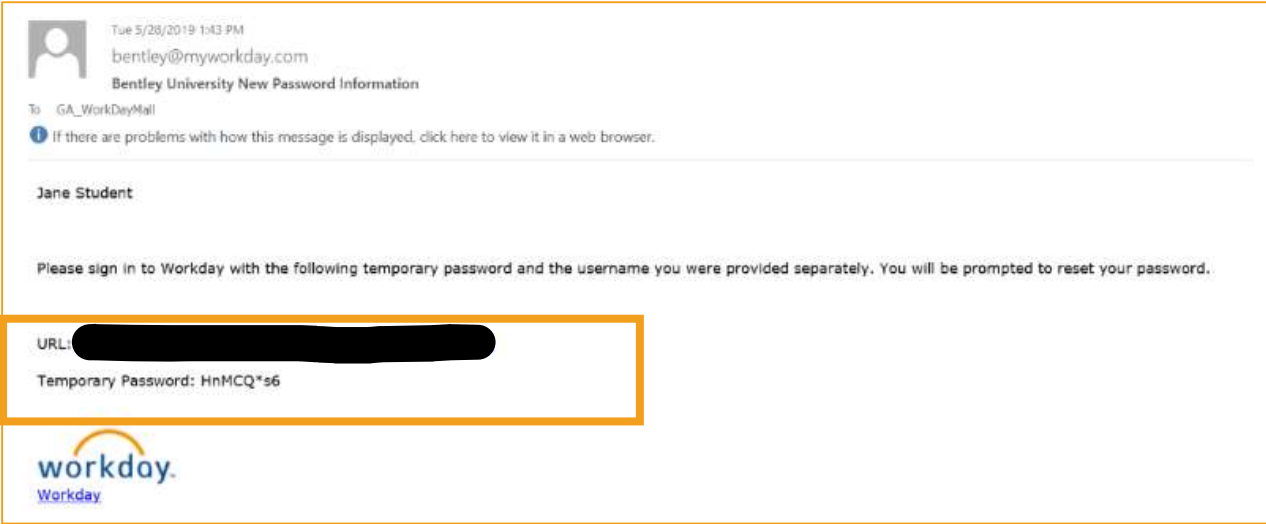 Tue 5/28/2019 1:43 PM
bentley@myworkday.com
Bentley University New Password Information
To GA_WorkDayMail
If there are problems with how this message is displayed, click here to view it in a web browser.
Jane Student
Please sign in to Workday with the following temporary password and the username you were provided separately. You will be prompted to reset your password.
URL:
Temporary Password: HnMCQ*s6
workday.
Workday